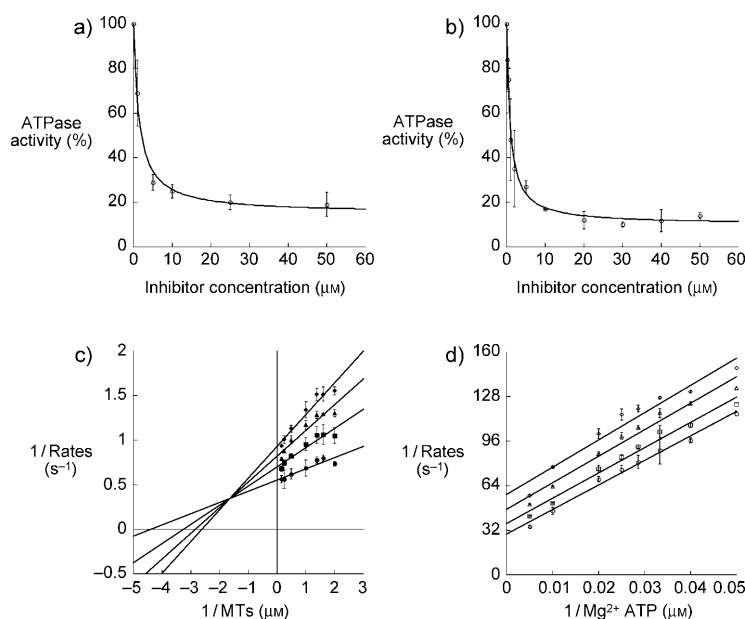 a)
100
80
ATPase
60
activity (%)
40
20
0
0 10 20 30 40 50 60
Inhibitor concentration (μM)
b)
100
80
ATPase
60
activity (%)
40
20
0
0 10 20 30 40 50 60
Inhibitor concentration (μM)
c)
2
1.5
1
1/Rates
(s⁻¹)
0.5
0
–0.5
–5 –4 –3 –2 –1 0 1 2 3
1/MTs (μM)
d)
160
128
96
1/Rates
(s⁻¹)
64
32
0
0 0.01 0.02 0.03 0.04 0.05
1/Mg²⁺ ATP (μM)